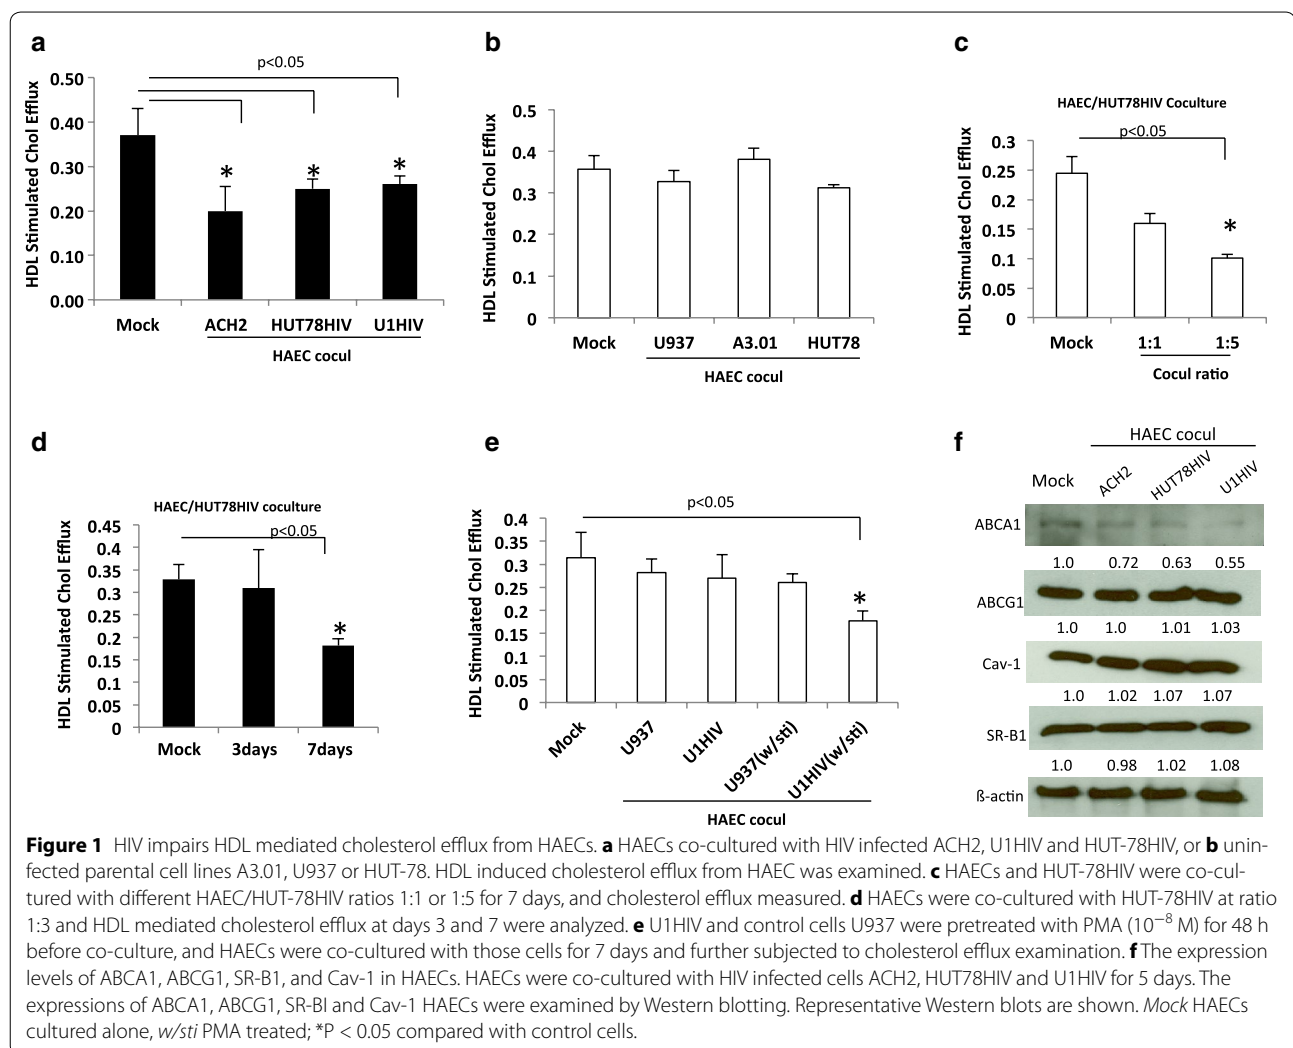 a
p<0.05
HDL Stimulated Chol Efflux
0.50
0.40
0.30
0.20
0.10
0.00
* * *
Mock ACH2 HUT78HIV U1HIV
HAEC cocul
b
HDL Stimulated Chol Efflux
0.5
0.4
0.3
0.2
0.1
0
Mock U937 A3.01 HUT78
HAEC cocul
c
HAEC/HUT78HIV Coculture
p<0.05
HDL Stimulated Chol Efflux
0.3
0.25
0.2
0.15
0.1
0.05
0
*
Mock 1:1 1:5
Cocul ratio
d
HAEC/HUT78HIV coculture
p<0.05
HDL Stimulated Chol Efflux
0.45
0.4
0.35
0.3
0.25
0.2
0.15
0.1
0.05
0
*
Mock 3days 7days
e
p<0.05
HDL Stimulated Chol Efflux
0.4
0.35
0.3
0.25
0.2
0.15
0.1
0.05
0
*
Mock U937 U1HIV U937(w/sti) U1HIV(w/sti)
HAEC cocul
f
HAEC cocul
Mock ACH2 HUT78HIV U1HIV
ABCA1
1.0 0.72 0.63 0.55
ABCG1
1.0 1.0 1.01 1.03
Cav-1
1.0 1.02 1.07 1.07
SR-B1
1.0 0.98 1.02 1.08
ß-actin
Figure 1 HIV impairs HDL mediated cholesterol efflux from HAECs. a HAECs co-cultured with HIV infected ACH2, U1HIV and HUT-78HIV, or b unin-
fected parental cell lines A3.01, U937 or HUT-78. HDL induced cholesterol efflux from HAEC was examined. c HAECs and HUT-78HIV were co-cul-
tured with different HAEC/HUT-78HIV ratios 1:1 or 1:5 for 7 days, and cholesterol efflux measured. d HAECs were co-cultured with HUT-78HIV at ratio
1:3 and HDL mediated cholesterol efflux at days 3 and 7 were analyzed. e U1HIV and control cells U937 were pretreated with PMA (10⁻⁸ M) for 48 h
before co-culture, and HAECs were co-cultured with those cells for 7 days and further subjected to cholesterol efflux examination. f The expression
levels of ABCA1, ABCG1, SR-B1, and Cav-1 in HAECs. HAECs were co-cultured with HIV infected cells ACH2, HUT78HIV and U1HIV for 5 days. The
expressions of ABCA1, ABCG1, SR-BI and Cav-1 HAECs were examined by Western blotting. Representative Western blots are shown. Mock HAECs
cultured alone, w/sti PMA treated; *P < 0.05 compared with control cells.